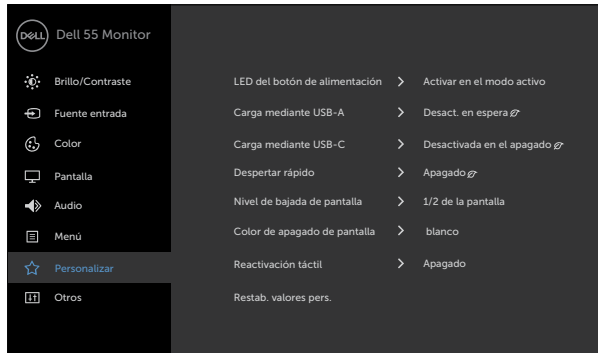 DELL Dell 55 Monitor
Brillo/Contraste
Fuente entrada
Color
Pantalla
Audio
Menú
Personalizar
Otros
LED del botón de alimentación > Activar en el modo activo
Carga mediante USB-A > Desact. en espera
Carga mediante USB-C > Desactivada en el apagado
Despertar rápido > Apagado
Nivel de bajada de pantalla > 1/2 de la pantalla
Color de apagado de pantalla > blanco
Reactivación táctil > Apagado
Restab. valores pers.